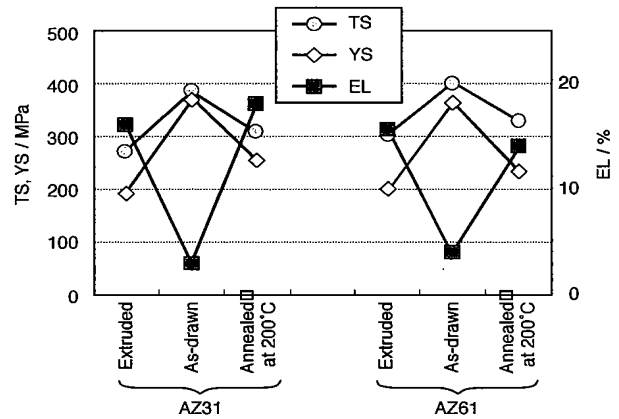 TS
YS
EL
TS, YS / MPa
500
400
300
200
100
0
EL / %
20
10
0
Extruded
As-drawn
Annealed
at 200°C
Extruded
As-drawn
Annealed
at 200°C
AZ31
AZ61